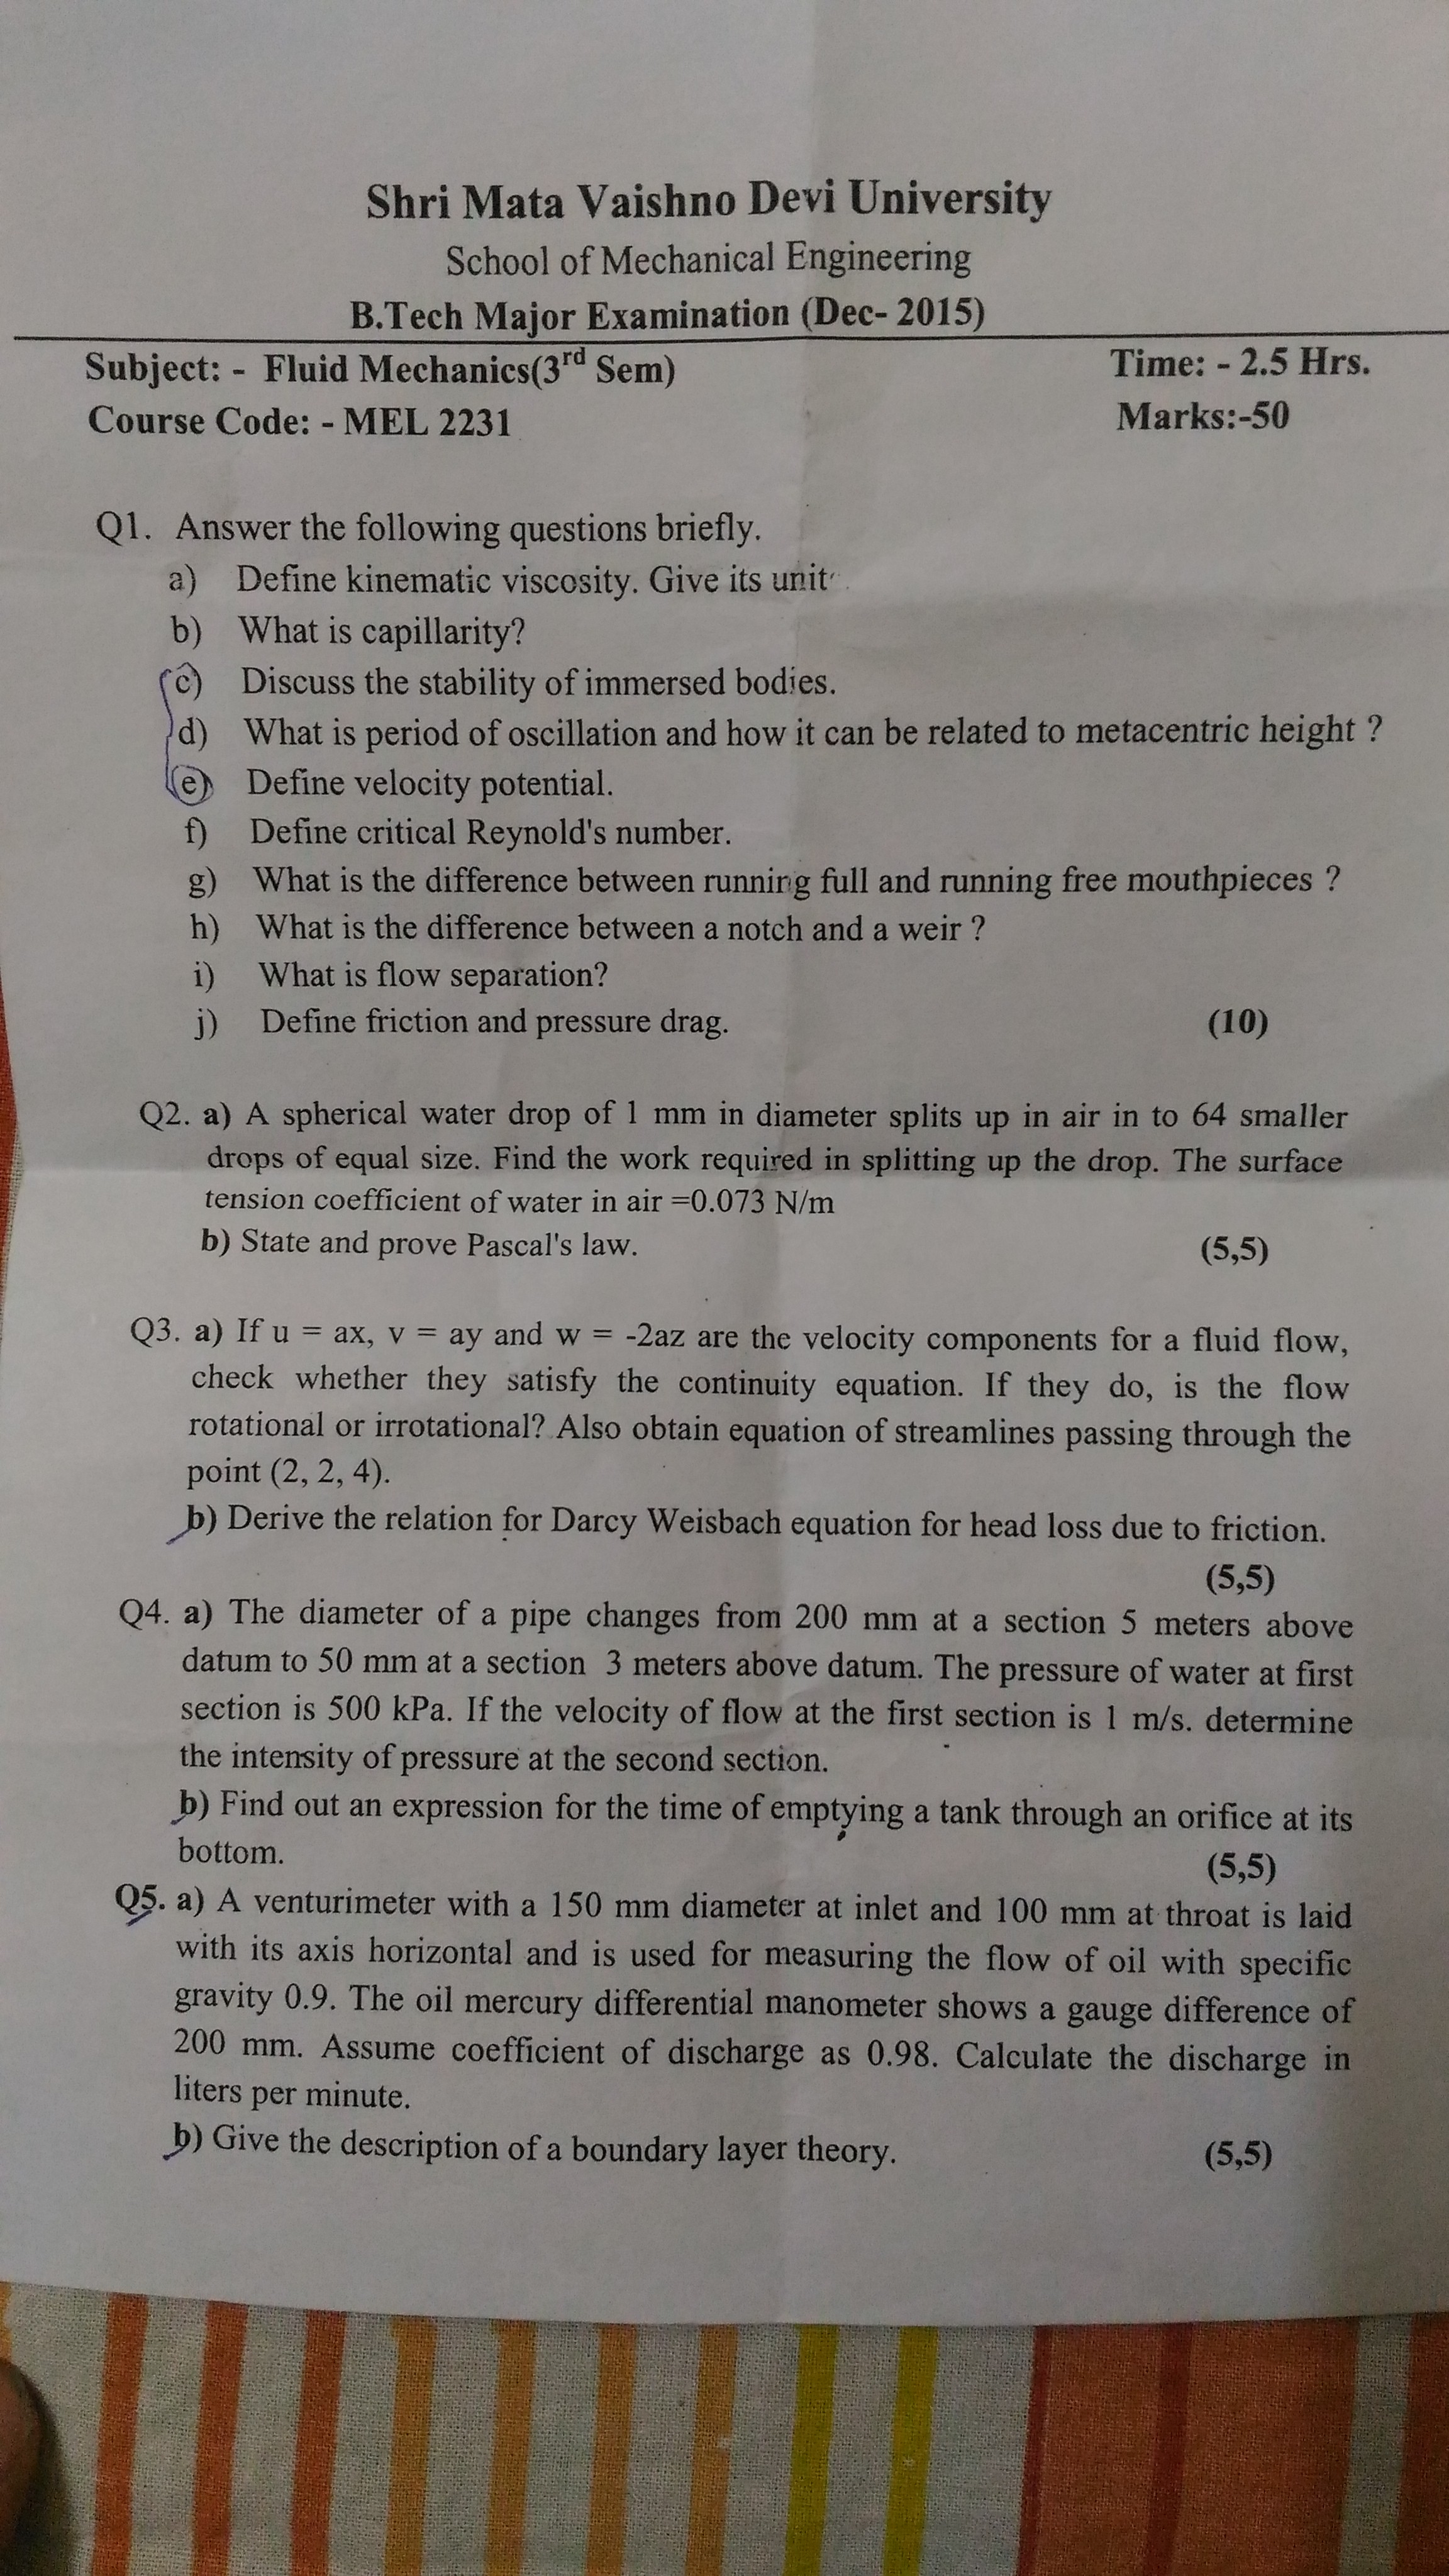 Shri Mata Vaishno Devi University
School of Mechanical Engineering
B.Tech Major Examination (Dec- 2015)
Subject: - Fluid Mechanics(3rd Sem) Time: - 2.5 Hrs.
Course Code: - MEL 2231 Marks:-50
Q1. Answer the following questions briefly.
a) Define kinematic viscosity. Give its unit
b) What is capillarity?
c) Discuss the stability of immersed bodies.
d) What is period of oscillation and how it can be related to metacentric height ?
e) Define velocity potential.
f) Define critical Reynold's number.
g) What is the difference between running full and running free mouthpieces ?
h) What is the difference between a notch and a weir ?
i) What is flow separation?
j) Define friction and pressure drag. (10)
Q2. a) A spherical water drop of 1 mm in diameter splits up in air in to 64 smaller
drops of equal size. Find the work required in splitting up the drop. The surface
tension coefficient of water in air =0.073 N/m
b) State and prove Pascal's law. (5,5)
Q3. a) If u = ax, v = ay and w = -2az are the velocity components for a fluid flow,
check whether they satisfy the continuity equation. If they do, is the flow
rotational or irrotational? Also obtain equation of streamlines passing through the
point (2, 2, 4).
b) Derive the relation for Darcy Weisbach equation for head loss due to friction.
(5,5)
Q4. a) The diameter of a pipe changes from 200 mm at a section 5 meters above
datum to 50 mm at a section 3 meters above datum. The pressure of water at first
section is 500 kPa. If the velocity of flow at the first section is 1 m/s. determine
the intensity of pressure at the second section.
b) Find out an expression for the time of emptying a tank through an orifice at its
bottom. (5,5)
Q5. a) A venturimeter with a 150 mm diameter at inlet and 100 mm at throat is laid
with its axis horizontal and is used for measuring the flow of oil with specific
gravity 0.9. The oil mercury differential manometer shows a gauge difference of
200 mm. Assume coefficient of discharge as 0.98. Calculate the discharge in
liters per minute.
b) Give the description of a boundary layer theory. (5,5)